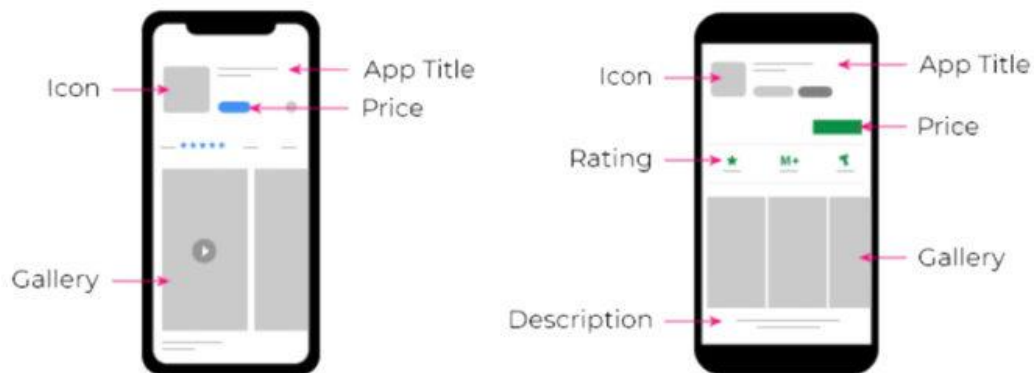 Icon
App Title
Price
Gallery
Icon
App Title
Price
Rating
M+
Gallery
Description